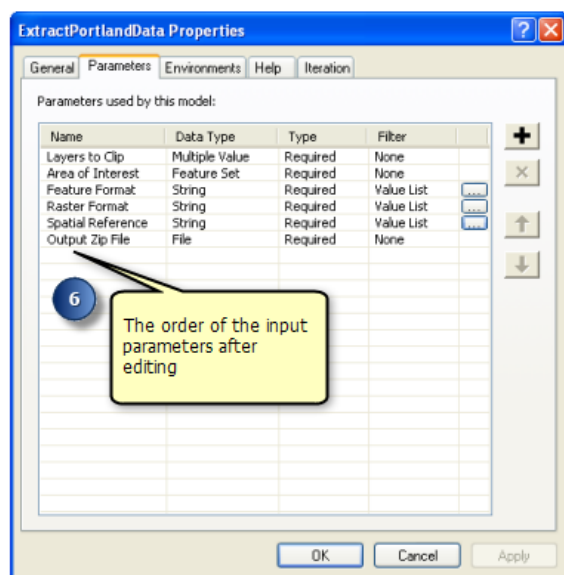 ExtractPortlandData Properties
General Parameters Environments Help Iteration
Parameters used by this model:
Name Data Type Type Filter
Layers to Clip Multiple Value Required None
Area of Interest Feature Set Required None
Feature Format String Required Value List ...
Raster Format String Required Value List ...
Spatial Reference String Required Value List ...
Output Zip File File Required None
6
The order of the input
parameters after
editing
OK Cancel Apply